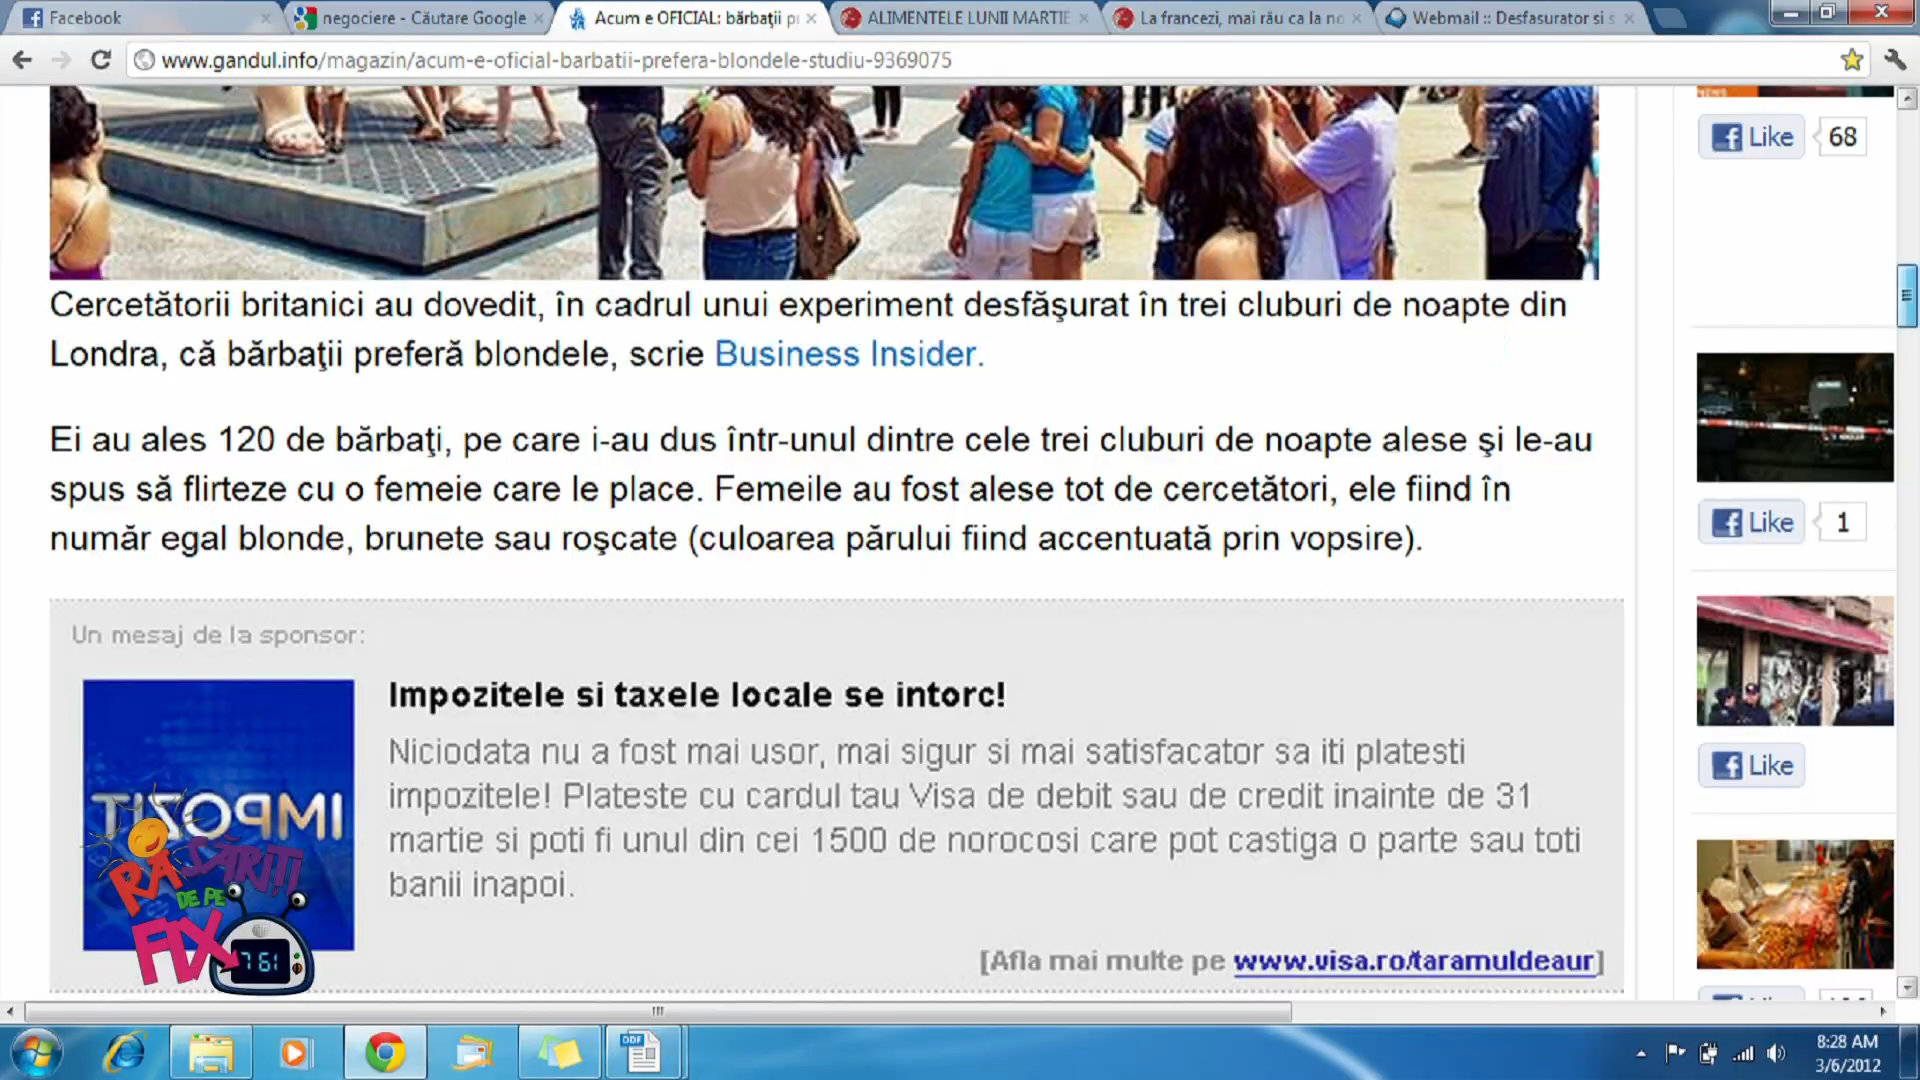 Facebook
negociere - Căutare Google
Acum e OFICIAL: bărbaţii p
ALIMENTELE LUNII MARTIE
La francezi, mai rău ca la no
Webmail :: Desfasurator si s
www.gandul.info/magazin/acum-e-oficial-barbatii-prefera-blondele-studiu-9369075
Like 68
Cercetătorii britanici au dovedit, în cadrul unui experiment desfăşurat în trei cluburi de noapte din
Londra, că bărbaţii preferă blondele, scrie Business Insider.
Ei au ales 120 de bărbaţi, pe care i-au dus într-unul dintre cele trei cluburi de noapte alese şi le-au
spus să flirteze cu o femeie care le place. Femeile au fost alese tot de cercetători, ele fiind în
număr egal blonde, brunete sau roşcate (culoarea părului fiind accentuată prin vopsire).
Like 1
Un mesaj de la sponsor:
Impozitele si taxele locale se intorc!
Niciodata nu a fost mai usor, mai sigur si mai satisfacator sa iti platesti
impozitele! Plateste cu cardul tau Visa de debit sau de credit inainte de 31
martie si poti fi unul din cei 1500 de norocosi care pot castiga o parte sau toti
banii inapoi.
[Afla mai multe pe www.visa.ro/taramuldeaur]
IMPOZIT
RĂSĂRIŢI
DE PE
FIX
Like
ODF
8:28 AM
3/6/2012